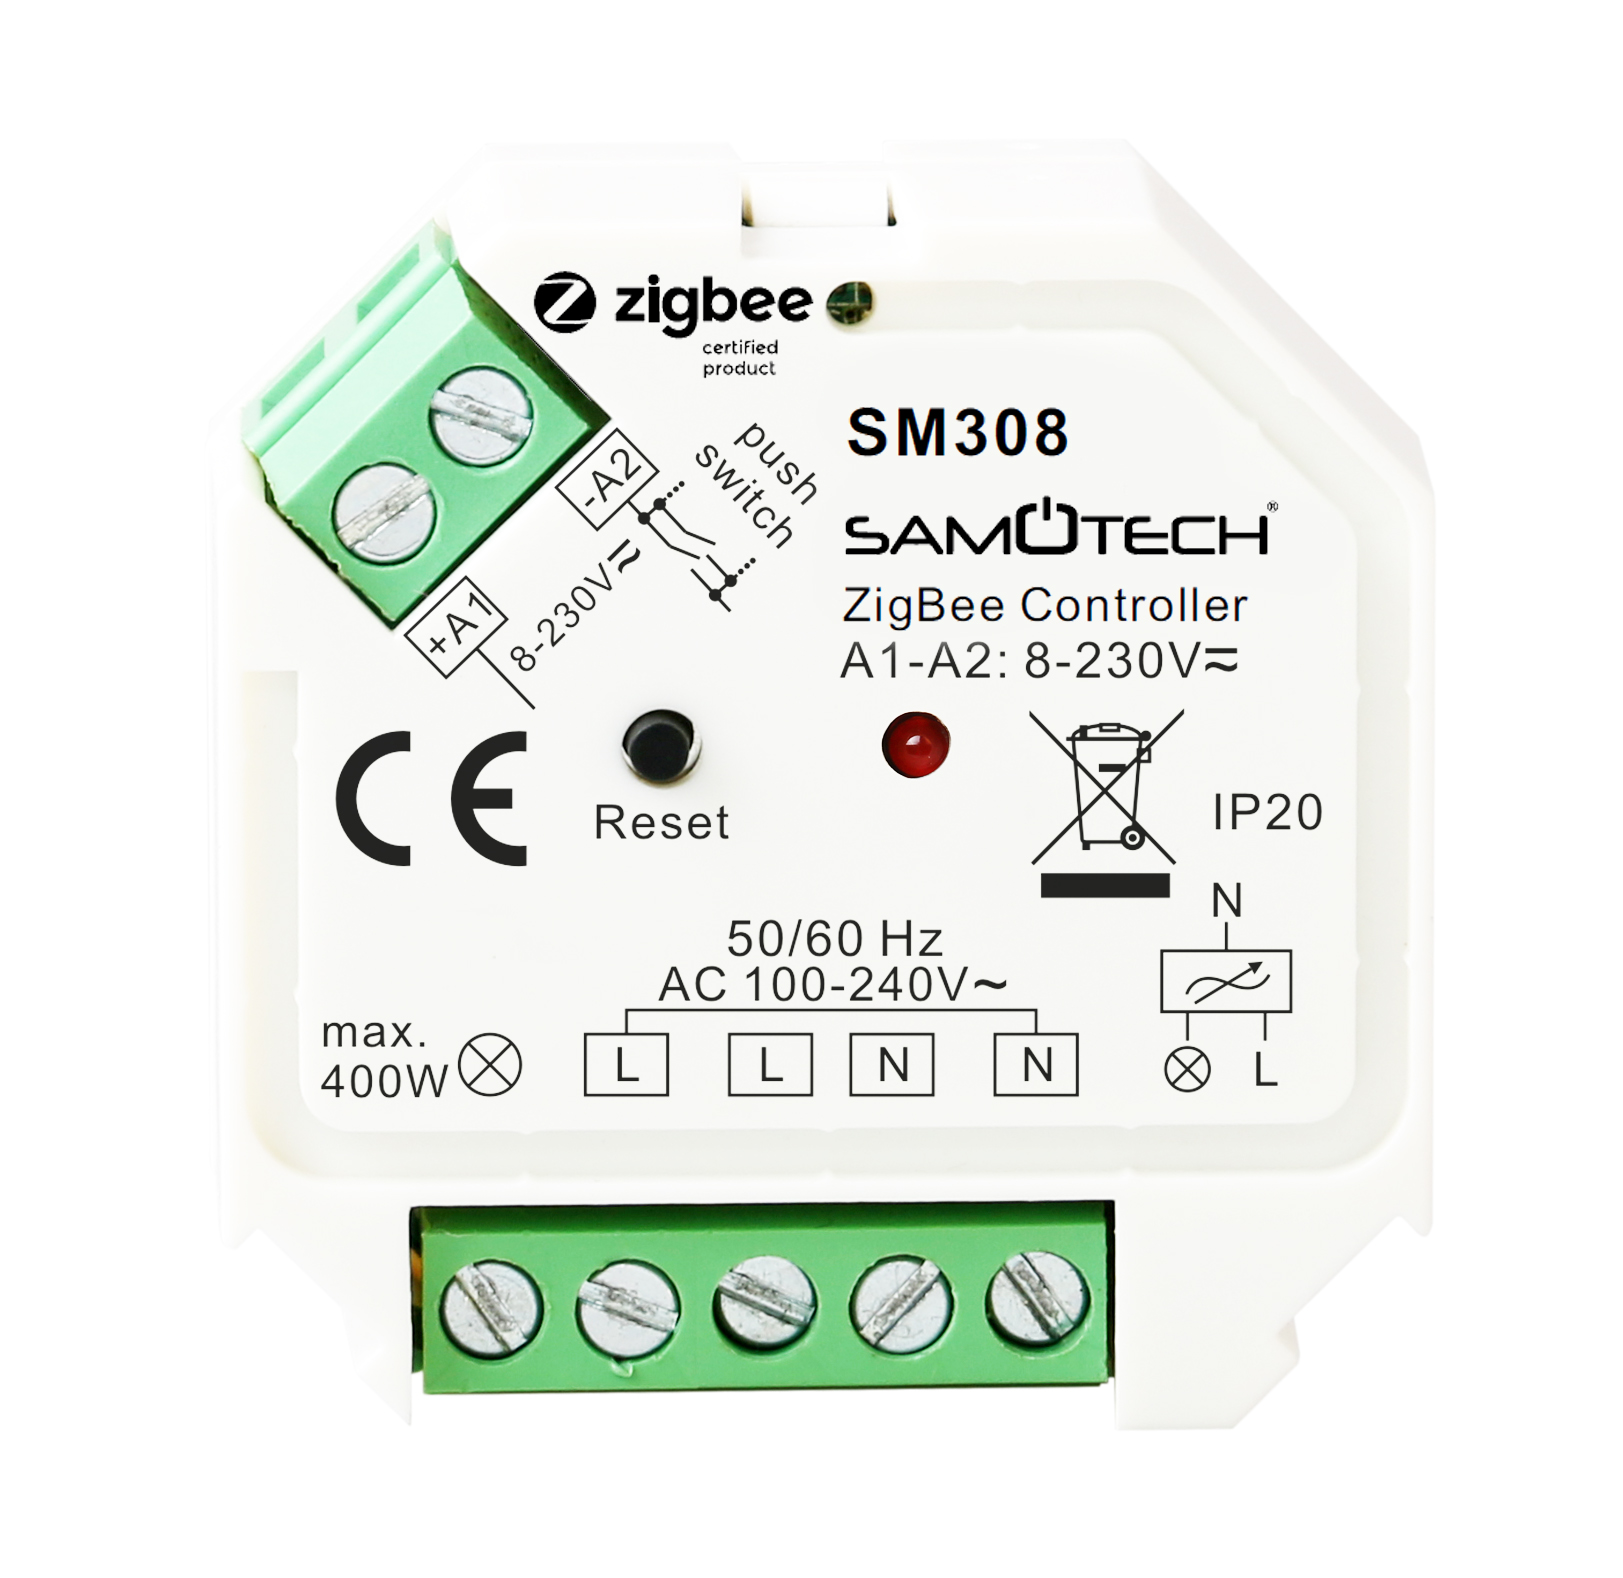 zigbee
certified
product
SM308
SAMOTECH®
ZigBee Controller
A1-A2: 8-230V⎓~
push
switch
-A2
8-230V⎓~
+A1
CE
Reset
IP20
50/60 Hz
AC 100-240V~
max.
400W
L
L
N
N
N
L